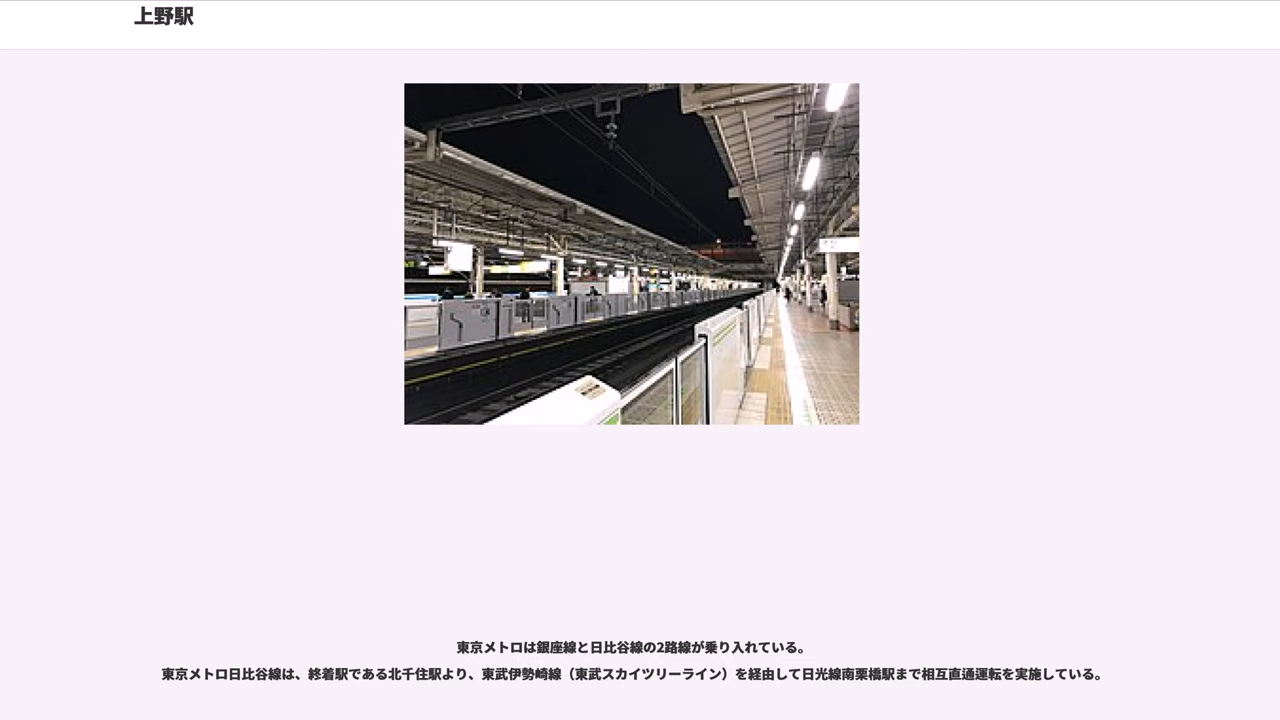 上野駅
東京メトロは銀座線と日比谷線の2路線が乗り入れている。
東京メトロ日比谷線は、終着駅である北千住駅より、東武伊勢崎線（東武スカイツリーライン）を経由して日光線南栗橋駅まで相互直通運転を実施している。